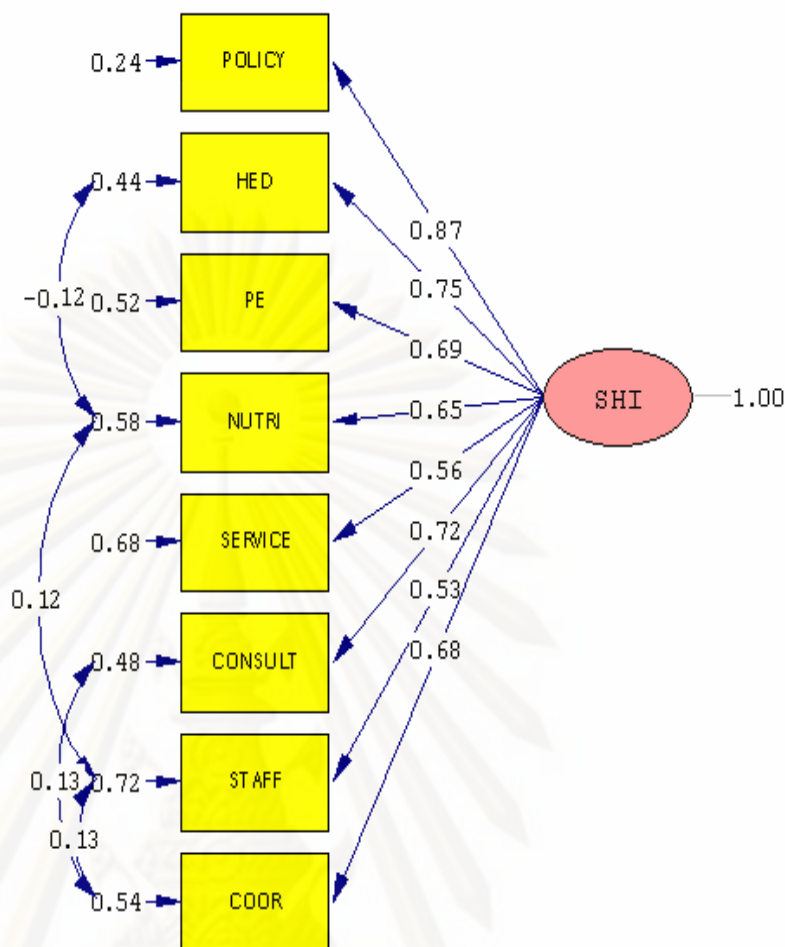 0.24 POLICY
0.44 HED
0.87
0.75
-0.12 0.52 PE
0.69
0.65 SHI 1.00
0.58 NUTRI
0.56
0.72
0.68 SERVICE
0.53
0.12
0.68
0.48 CONSULT
0.13 0.72 STAFF
0.13
0.54 COOR